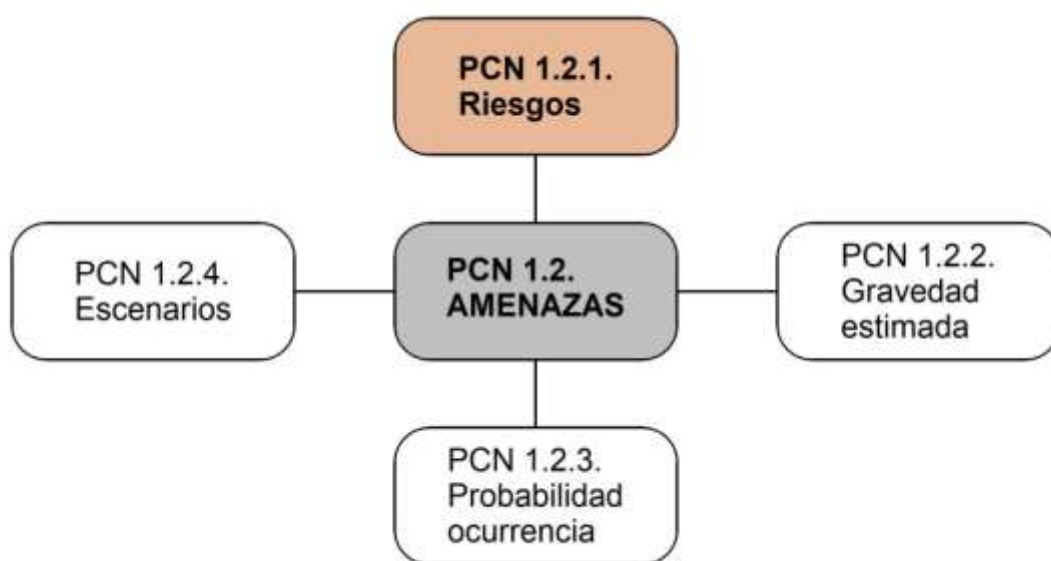 PCN 1.2.1.
Riesgos
PCN 1.2.4.
Escenarios
PCN 1.2.
AMENAZAS
PCN 1.2.2.
Gravedad
estimada
PCN 1.2.3.
Probabilidad
ocurrencia